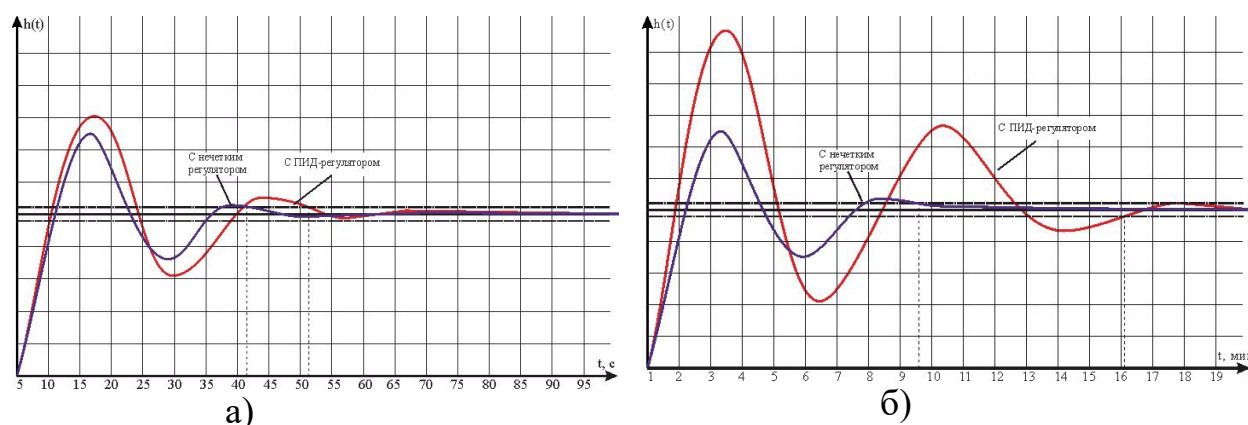 h(t)
С нечетким
регулятором
С ПИД-регулятором
t, с
5 10 15 20 25 30 35 40 45 50 55 60 65 70 75 80 85 90 95
а)
h(t)
С ПИД-регулятором
С нечетким
регулятором
t, мин
1 2 3 4 5 6 7 8 9 10 11 12 13 14 15 16 17 18 19
б)